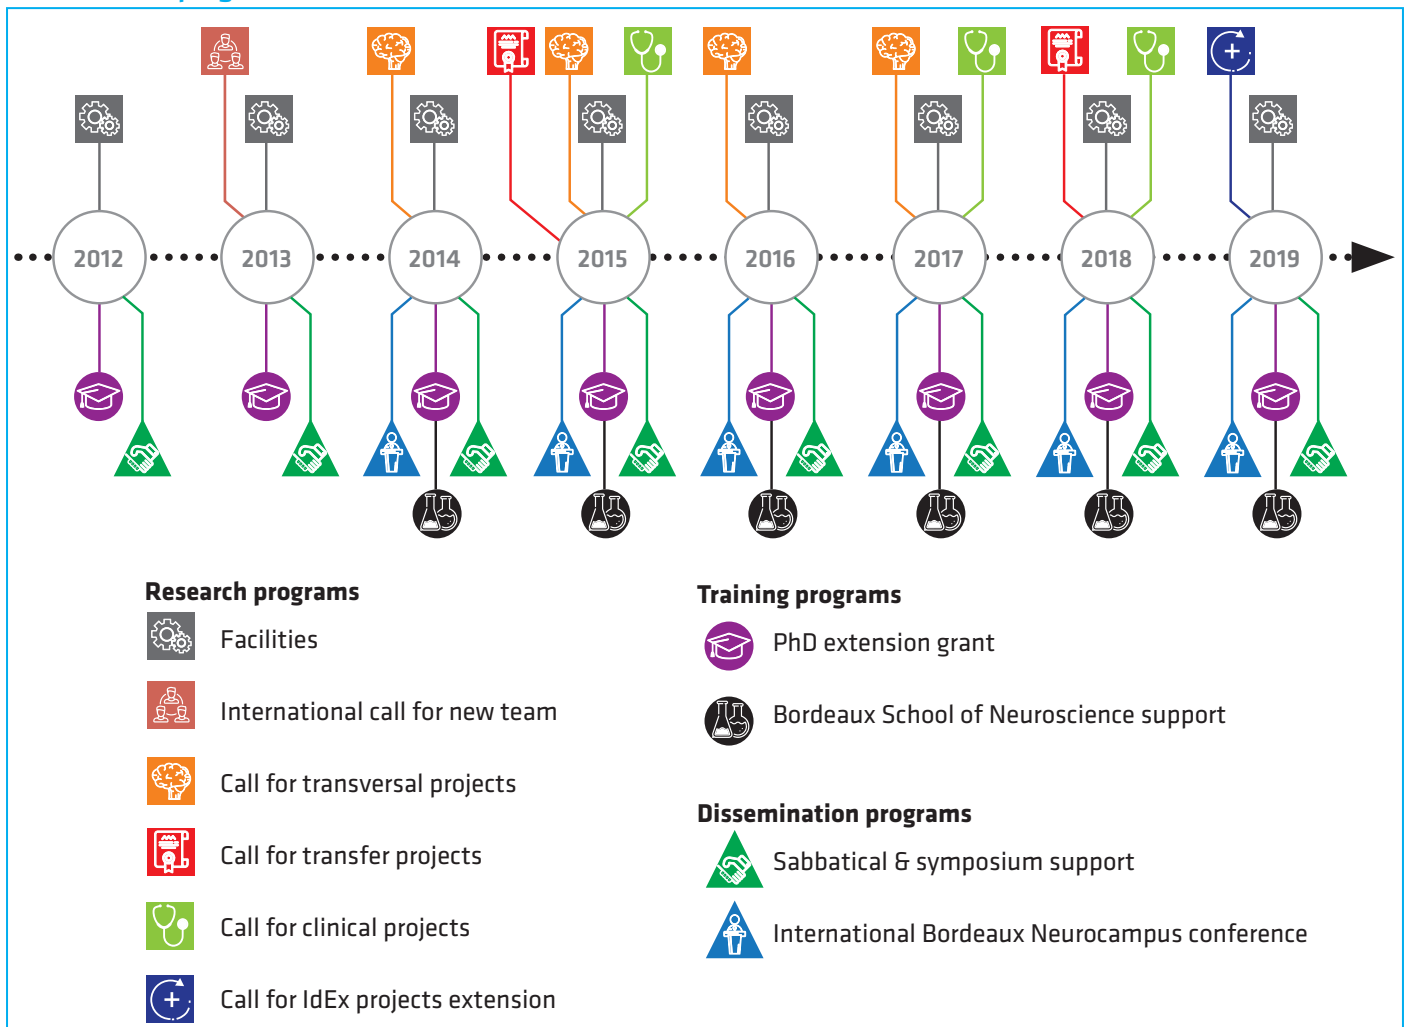 2012 2013 2014 2015 2016 2017 2018 2019
Research programs
Facilities
International call for new team
Call for transversal projects
Call for transfer projects
Call for clinical projects
Call for IdEx projects extension
Training programs
PhD extension grant
Bordeaux School of Neuroscience support
Dissemination programs
Sabbatical & symposium support
International Bordeaux Neurocampus conference